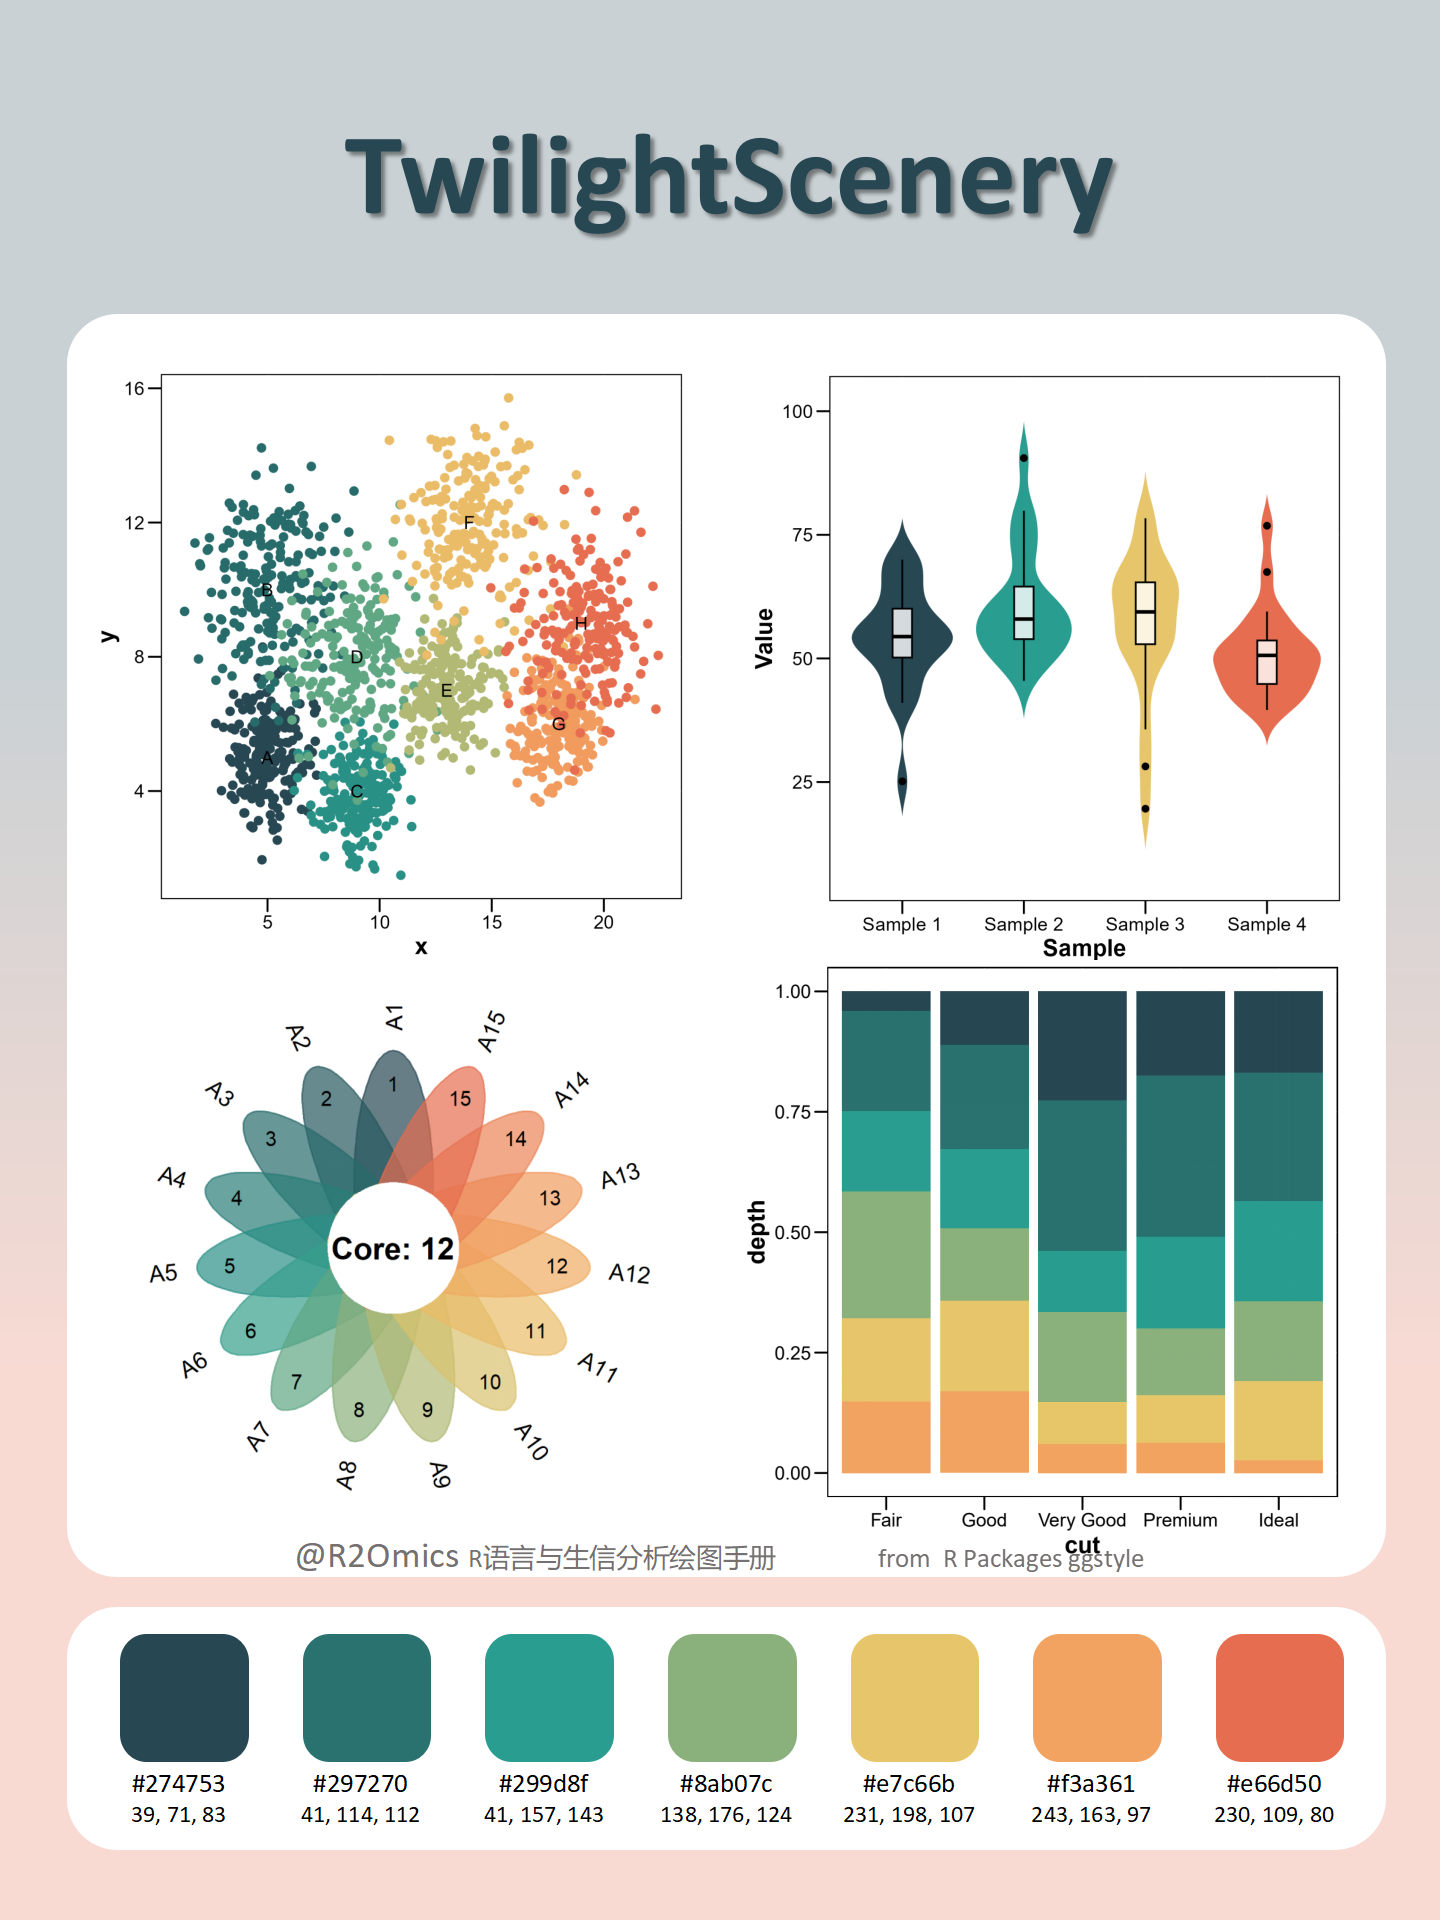 TwilightScenery
16
12
8
4
y
A
B
C
D
E
F
G
H
5 10 15 20
x
100
75
50
25
Value
Sample 1 Sample 2 Sample 3 Sample 4
Sample
A1
A2
A3
A4
A5
A6
A7
A8
A9
A10
A11
A12
A13
A14
A15
1
2
3
4
5
6
7
8
9
10
11
12
13
14
15
Core: 12
1.00
0.75
0.50
0.25
0.00
depth
Fair Good Very Good Premium Ideal
cut
@R2Omics R语言与生信分析绘图手册
from R Packages ggstyle
#274753 #297270 #299d8f #8ab07c #e7c66b #f3a361 #e66d50
39, 71, 83 41, 114, 112 41, 157, 143 138, 176, 124 231, 198, 107 243, 163, 97 230, 109, 80